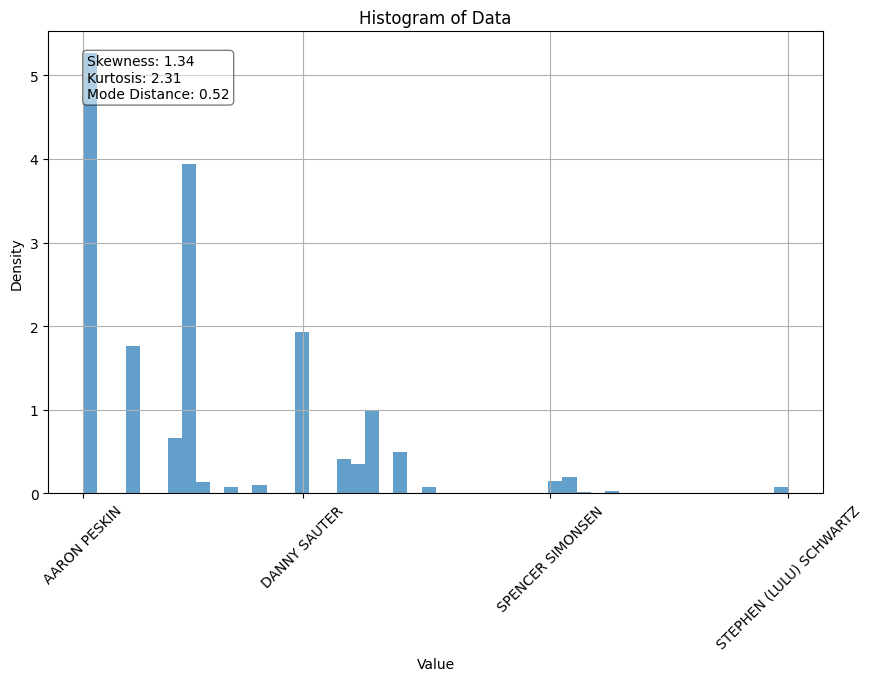 Histogram of Data
Skewness: 1.34
Kurtosis: 2.31
Mode Distance: 0.52
Density
5
4
3
2
1
0
AARON PESKIN
DANNY SAUTER
SPENCER SIMONSEN
STEPHEN (LULU) SCHWARTZ
Value